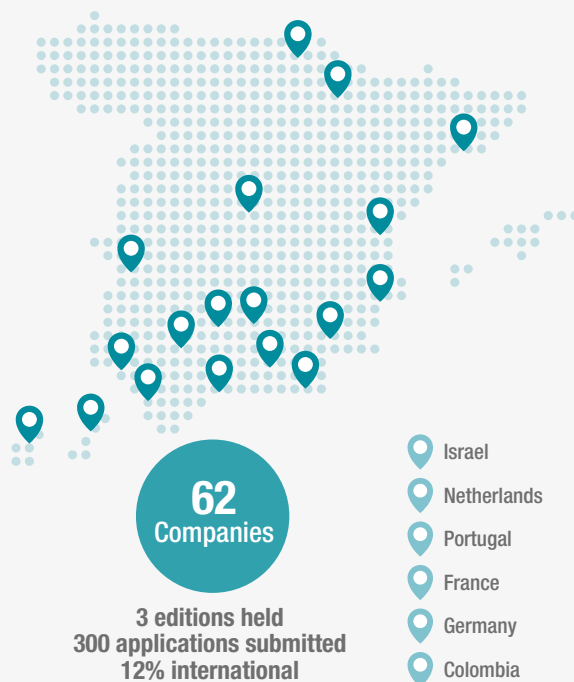 62
Companies
3 editions held
300 applications submitted
12% international
Israel
Netherlands
Portugal
France
Germany
Colombia